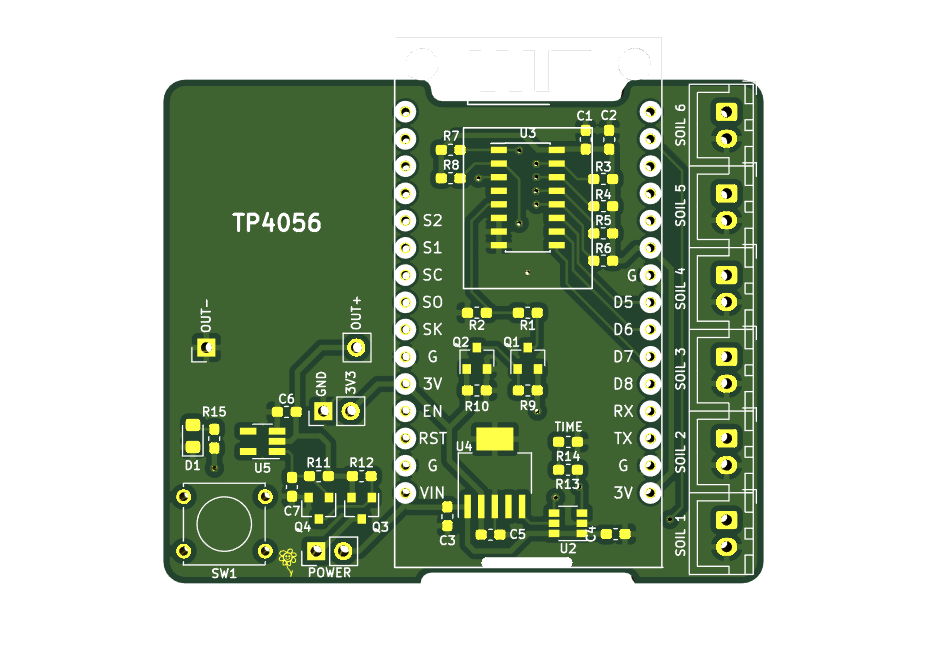 C1 C2
U3
R7
R8
R3
R4
R5
R6
SOIL 6
SOIL 5
SOIL 4
SOIL 3
SOIL 2
SOIL 1
TP4056
S2
S1
SC
SO
SK
G
3V
EN
RST
G
VIN
G
D5
D6
D7
D8
RX
TX
G
3V
OUT-
OUT+
R2 R1
Q2 Q1
R10 R9
GND
3V3
C6
R15
D1
U5
U4
TIME
R14
R13
R11 R12
C7
Q4 Q3
C3
C5
U2
C4
SW1
POWER